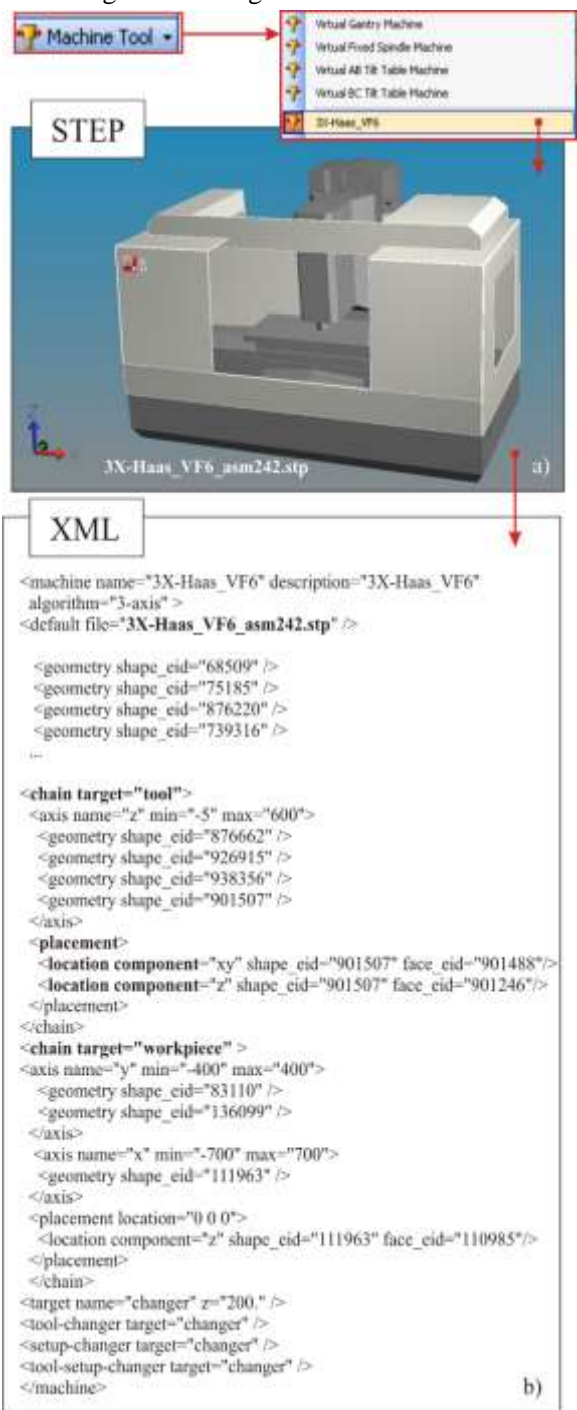 Machine Tool
Virtual Gantry Machine
Virtual Fixed Spindle Machine
Virtual AB Tilt Table Machine
Virtual BC Tilt Table Machine
3X-Haas_VF6
STEP
Z
3X-Haas_VF6_asm242.stp
a)
XML
<machine name="3X-Haas_VF6" description="3X-Haas_VF6"
algorithm="3-axis" >
<default file="3X-Haas_VF6_asm242.stp" />
<geometry shape_eid="68509" />
<geometry shape_eid="75185" />
<geometry shape_eid="876220" />
<geometry shape_eid="739316" />
...
<chain target="tool">
<axis name="z" min="-5" max="600">
<geometry shape_eid="876662" />
<geometry shape_eid="926915" />
<geometry shape_eid="938356" />
<geometry shape_eid="901507" />
</axis>
<placement>
<location component="xy" shape_eid="901507" face_eid="901488"/>
<location component="z" shape_eid="901507" face_eid="901246"/>
</placement>
</chain>
<chain target="workpiece" >
<axis name="y" min="-400" max="400">
<geometry shape_eid="83110" />
<geometry shape_eid="136099" />
</axis>
<axis name="x" min="-700" max="700">
<geometry shape_eid="111963" />
</axis>
<placement location="0 0 0">
<location component="z" shape_eid="111963" face_eid="110985"/>
</placement>
</chain>
<target name="changer" z="200." />
<tool-changer target="changer" />
<setup-changer target="changer" />
<tool-setup-changer target="changer" />
</machine>
b)